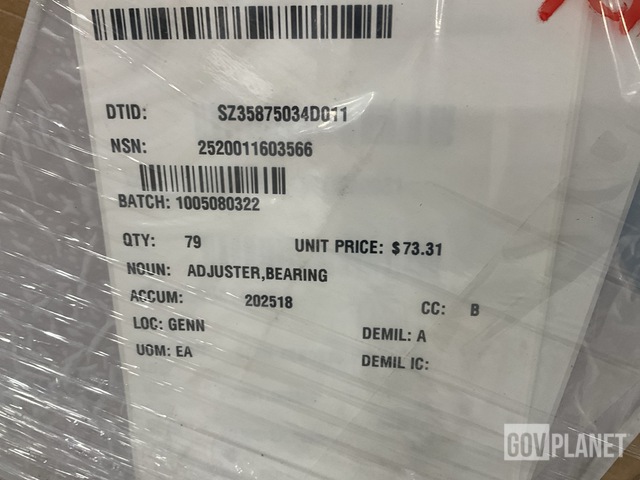 DTID: SZ35875034D011
NSN: 2520011603566
BATCH: 1005080322
QTY: 79 UNIT PRICE: $73.31
NOUN: ADJUSTER,BEARING
ACCUM: 202518 CC: B
LOC: GENN DEMIL: A
UOM: EA DEMIL IC:
GOVPLANET